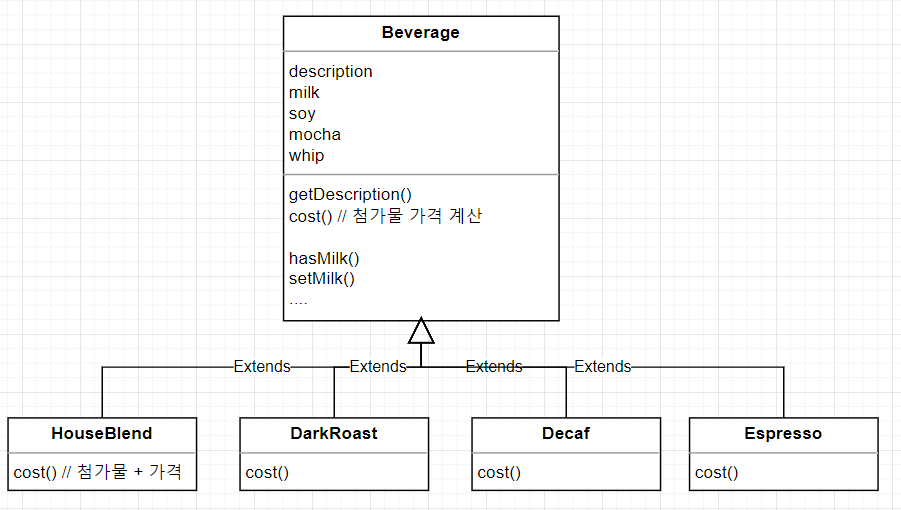 Beverage
description
milk
soy
mocha
whip
getDescription()
cost() // 첨가물 가격 계산
hasMilk()
setMilk()
....
Extends
Extends
Extends
Extends
HouseBlend
cost() // 첨가물 + 가격
DarkRoast
cost()
Decaf
cost()
Espresso
cost()